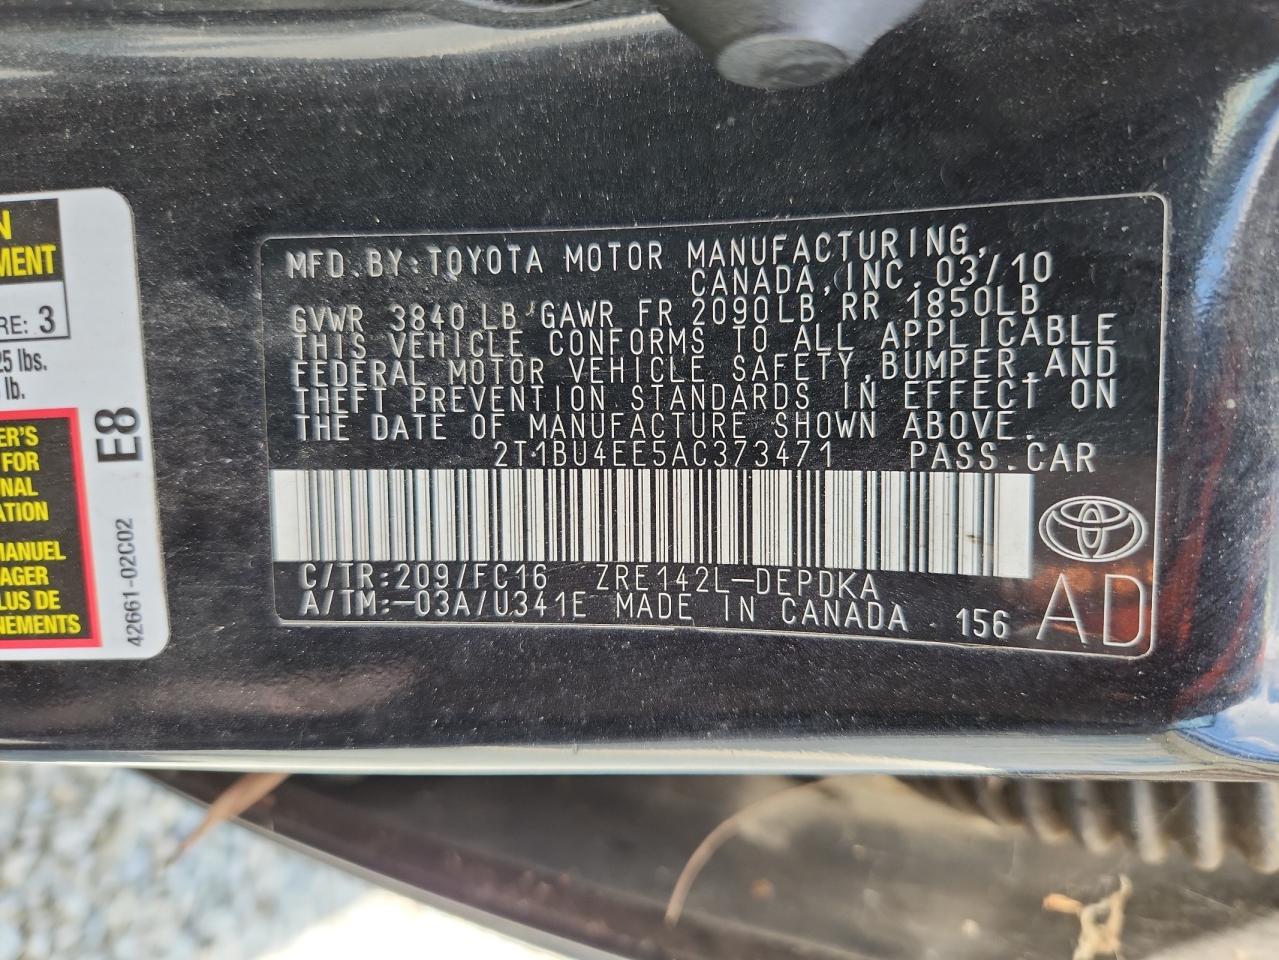 N
MENT
RE: 3
25 lbs.
lb.
ER'S
FOR
NAL
ATION
MANUEL
AGER
LUS DE
NEMENTS
E8
42661-02C02
MFD.BY:TOYOTA MOTOR MANUFACTURING,
CANADA,INC.03/10
GVWR 3840 LB GAWR FR 2090LB RR 1850LB
THIS VEHICLE CONFORMS TO ALL APPLICABLE
FEDERAL MOTOR VEHICLE SAFETY,BUMPER,AND
THEFT PREVENTION STANDARDS IN EFFECT ON
THE DATE OF MANUFACTURE SHOWN ABOVE.
2T1BU4EE5AC373471 PASS.CAR
C/TR:209/FC16 ZRE142L-DEPDKA
A/TM:-03A/U341E MADE IN CANADA 156
AD